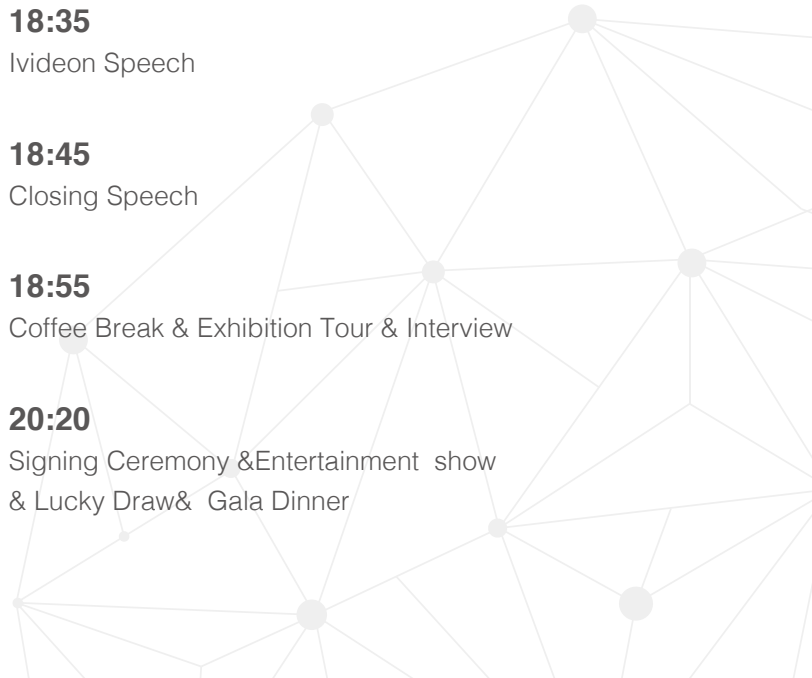 18:35
Ivideon Speech
18:45
Closing Speech
18:55
Coffee Break & Exhibition Tour & Interview
20:20
Signing Ceremony &Entertainment  show
& Lucky Draw&  Gala Dinner